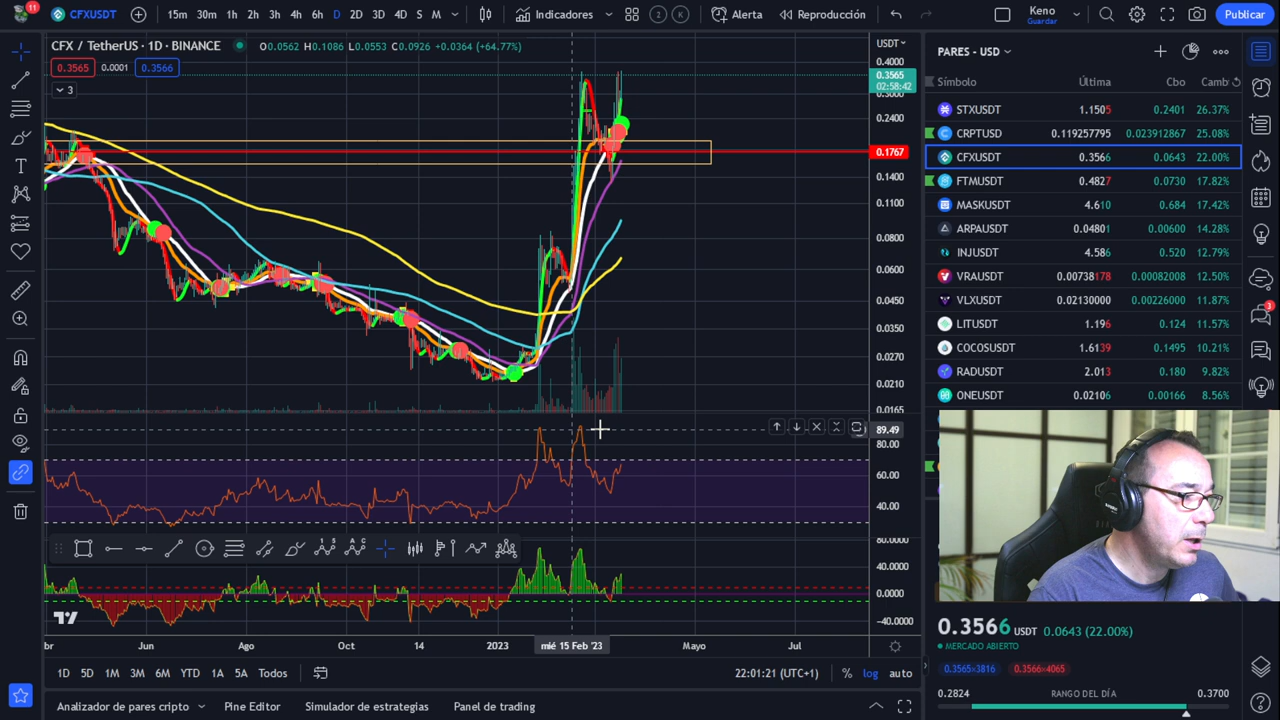 11
CFXUSDT
15m 30m 1h 2h 3h 4h 6h D 2D 3D 4D S M
Indicadores
2 K
Alerta
Reproducción
Keno
Guardar
Publicar
CFX / TetherUS · 1D · BINANCE
O0.0562 H0.1086 L0.0553 C0.0926 +0.0364 (+64.77%)
0.3565 0.0001 0.3566
3
USDT
0.4000
0.3565
02:58:42
0.3000
0.2400
0.1767
0.1400
0.1100
0.0800
0.0600
0.0450
0.0350
0.0270
0.0210
0.0165
89.49
80.00
60.00
40.00
80.0000
40.0000
0.0000
-40.0000
br Jun Ago Oct 14 2023 mié 15 Feb '23 Mayo Jul
1D 5D 1M 3M 6M YTD 1A 5A Todos
22:01:21 (UTC+1) % log auto
Analizador de pares cripto Pine Editor Simulador de estrategias Panel de trading
PARES - USD
Símbolo Última Cbo Camb
STXUSDT 1.1505 0.2401 26.37%
CRPTUSD 0.119257795 0.023912867 25.08%
CFXUSDT 0.3566 0.0643 22.00%
FTMUSDT 0.4827 0.0730 17.82%
MASKUSDT 4.610 0.684 17.42%
ARPAUSDT 0.04801 0.00600 14.28%
INJUSDT 4.586 0.520 12.79%
VRAUSDT 0.00738178 0.00082008 12.50%
VLXUSDT 0.02130000 0.00226000 11.87%
LITUSDT 1.196 0.124 11.57%
COCOSUSDT 1.6139 0.1495 10.21%
RADUSDT 2.013 0.180 9.82%
ONEUSDT 0.02106 0.00166 8.56%
0.3566 USDT 0.0643 (22.00%)
MERCADO ABIERTO
0.3565×3816 0.3566×4065
0.2824 RANGO DEL DÍA 0.3700
3